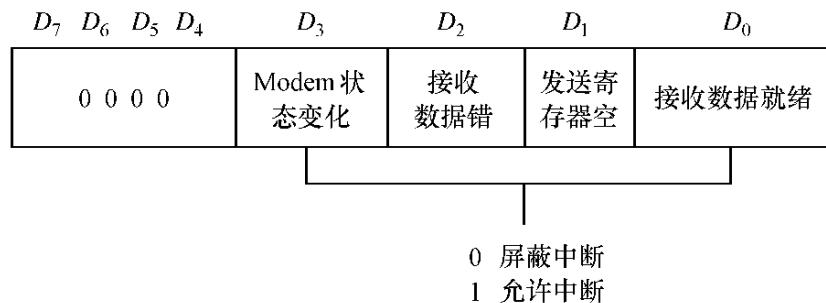 D₇ D₆ D₅ D₄ D₃ D₂ D₁ D₀
0 0 0 0
Modem 状
态变化
接收
数据错
发送寄
存器空
接收数据就绪
0 屏蔽中断
1 允许中断